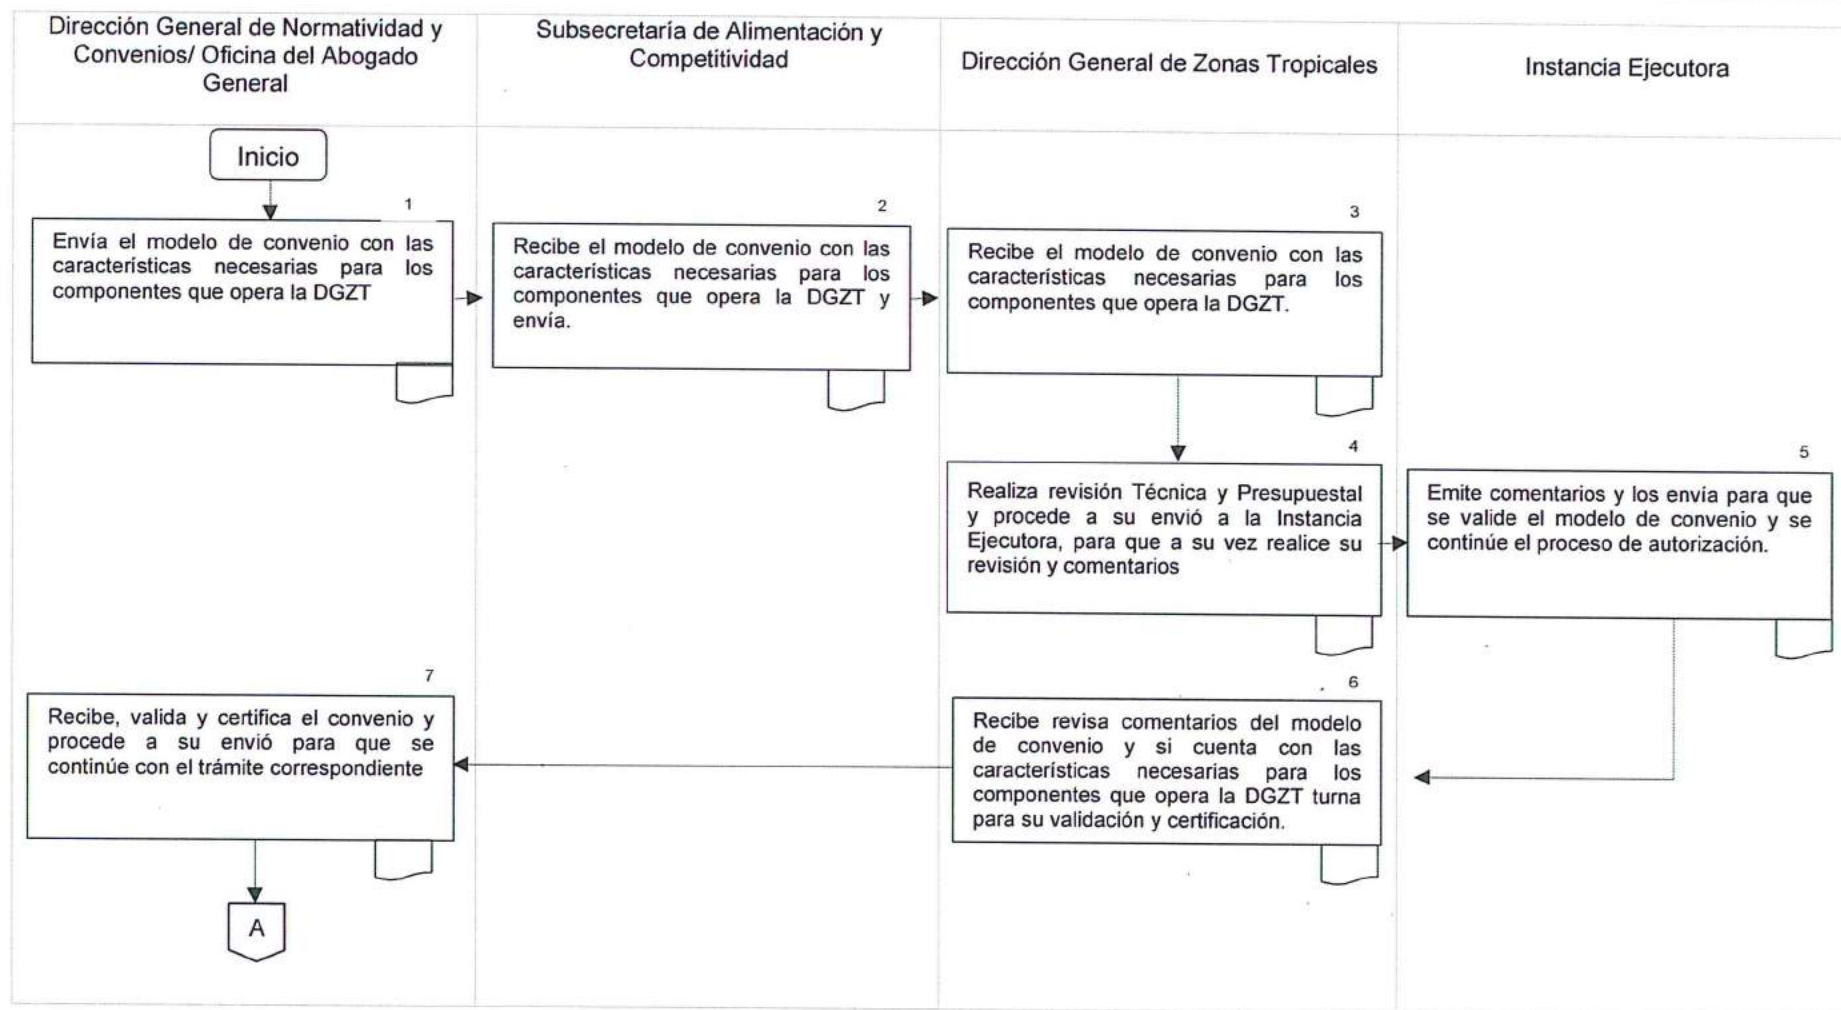 Dirección General de Normatividad y
Convenios/ Oficina del Abogado
General
Subsecretaría de Alimentación y
Competitividad
Dirección General de Zonas Tropicales
Instancia Ejecutora
Inicio
1
Envía el modelo de convenio con las
características necesarias para los
componentes que opera la DGZT
2
Recibe el modelo de convenio con las
características necesarias para los
componentes que opera la DGZT y
envía.
3
Recibe el modelo de convenio con las
características necesarias para los
componentes que opera la DGZT.
4
Realiza revisión Técnica y Presupuestal
y procede a su envió a la Instancia
Ejecutora, para que a su vez realice su
revisión y comentarios
5
Emite comentarios y los envía para que
se valide el modelo de convenio y se
continúe el proceso de autorización.
6
Recibe revisa comentarios del modelo
de convenio y si cuenta con las
características necesarias para los
componentes que opera la DGZT turna
para su validación y certificación.
7
Recibe, valida y certifica el convenio y
procede a su envió para que se
continúe con el trámite correspondiente
A